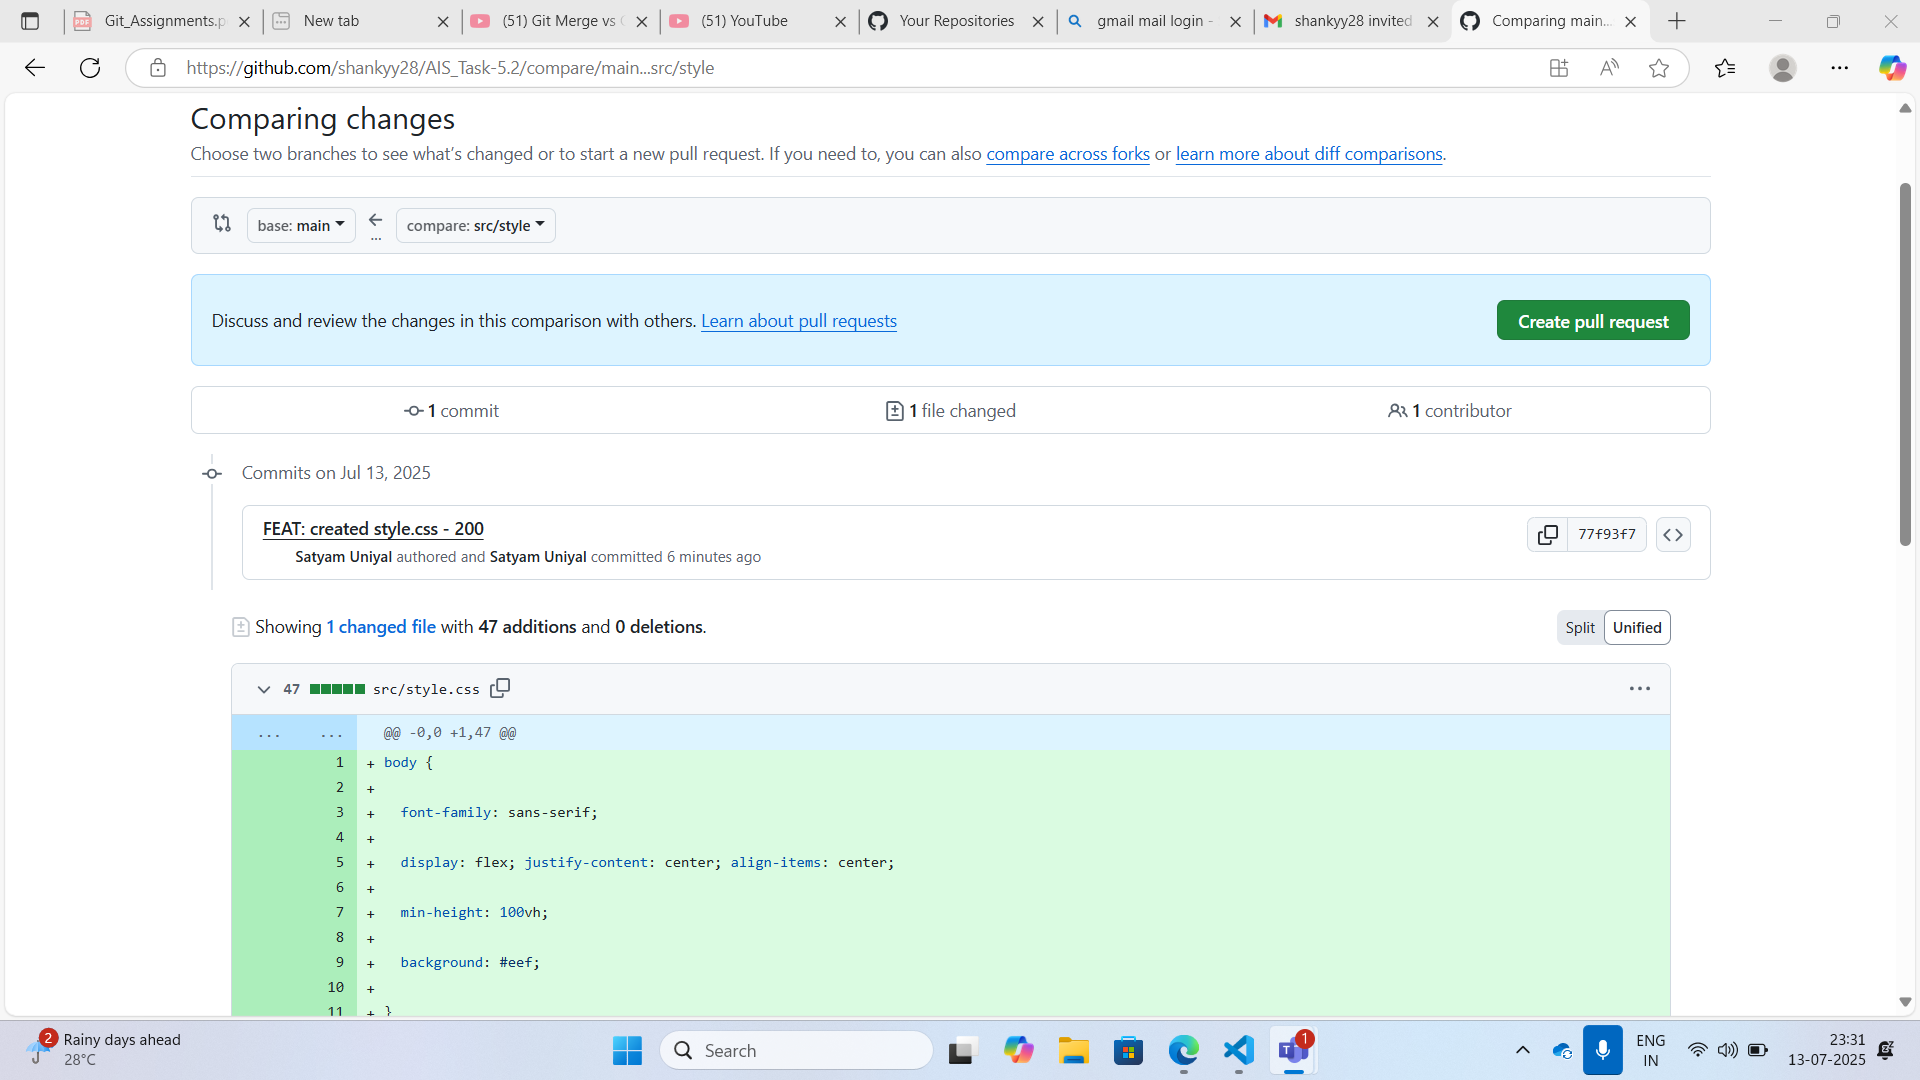 Git_Assignments.p
New tab
(51) Git Merge vs
(51) YouTube
Your Repositories
gmail mail login -
shankyy28 invited
Comparing main...
https://github.com/shankyy28/AIS_Task-5.2/compare/main...src/style
Comparing changes
Choose two branches to see what's changed or to start a new pull request. If you need to, you can also compare across forks or learn more about diff comparisons.
base: main
...
compare: src/style
Discuss and review the changes in this comparison with others. Learn about pull requests
Create pull request
1 commit
1 file changed
1 contributor
Commits on Jul 13, 2025
FEAT: created style.css - 200
Satyam Uniyal authored and Satyam Uniyal committed 6 minutes ago
77f93f7
Showing 1 changed file with 47 additions and 0 deletions.
Split Unified
47 src/style.css
... ... @@ -0,0 +1,47 @@
1 + body {
2 +
3 + font-family: sans-serif;
4 +
5 + display: flex; justify-content: center; align-items: center;
6 +
7 + min-height: 100vh;
8 +
9 + background: #eef;
10 +
11 + }
2
Rainy days ahead
28°C
Search
1
ENG
IN
23:31
13-07-2025